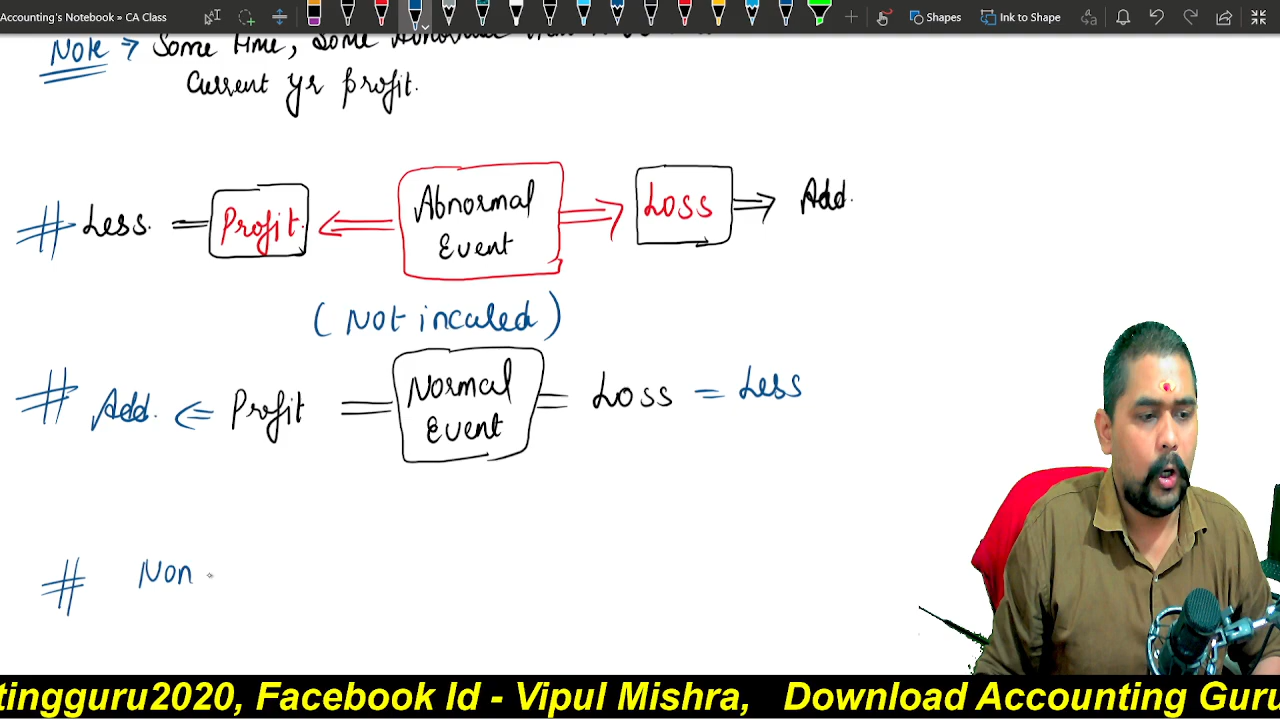 Accounting's Notebook » CA Class
Shapes
Ink to Shape
Note → Some time, Some
Current yr profit.
# Less. = Profit. ⇐ Abnormal Event ⇒ Loss ⇒ Add.
(Not incaled)
# Add. ⇐ Profit = Normal Event = Loss = Less
# Non
tingguru2020, Facebook Id - Vipul Mishra, Download Accounting Guru